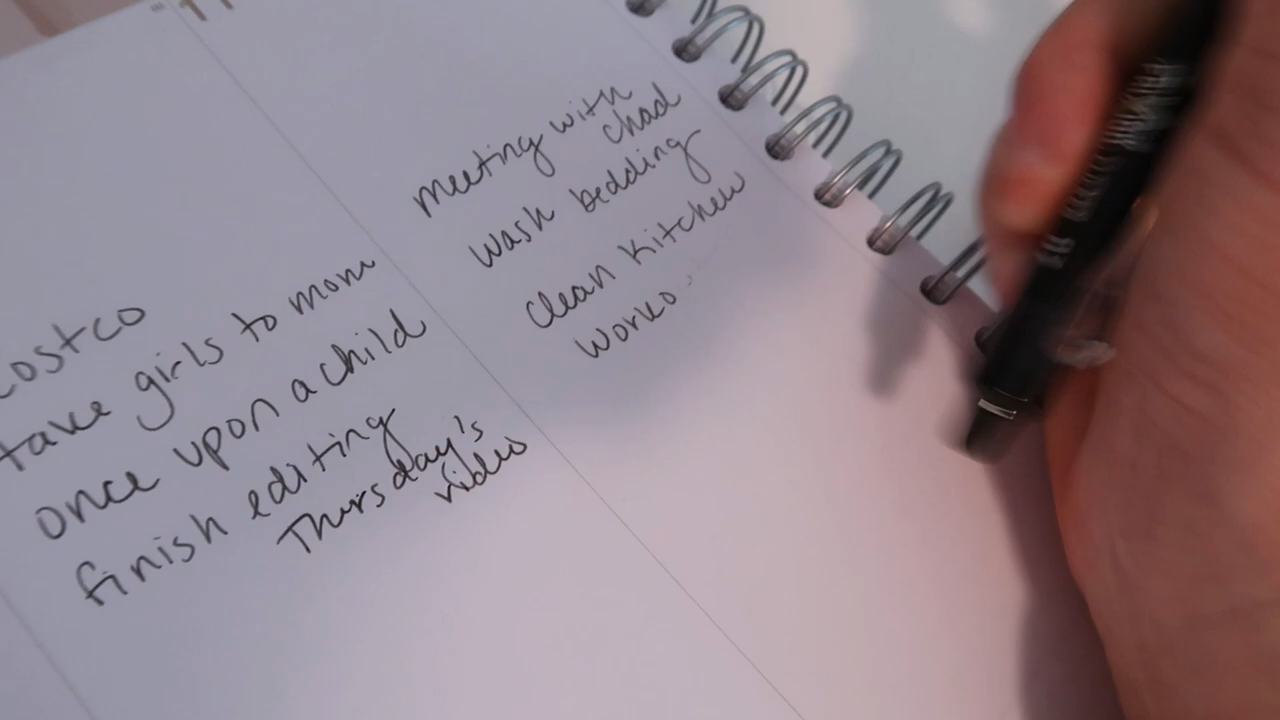 costco
take girls to mom
once upon a child
finish editing
Thursday's
video
meeting with
chad
wash bedding
clean kitchen
worko